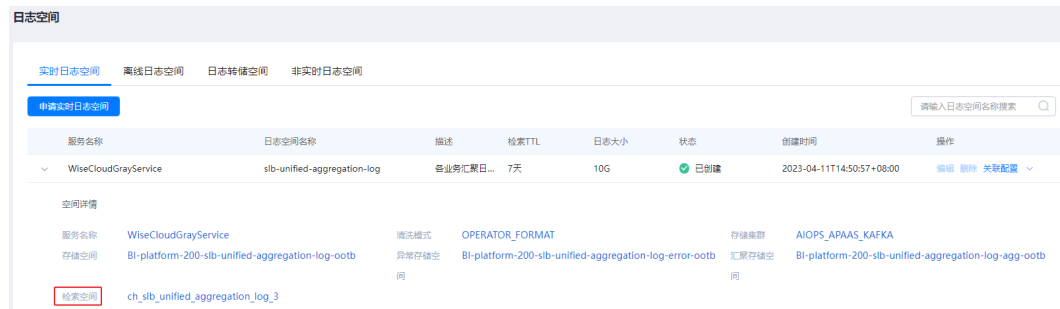 日志空间
实时日志空间 离线日志空间 日志转储空间 非实时日志空间
申请实时日志空间 请输入日志空间名称搜索
服务名称 日志空间名称 描述 检索TTL 日志大小 状态 创建时间 操作
WiseCloudGrayService slb-unified-aggregation-log 各业务汇聚日... 7天 10G 已创建 2023-04-11T14:50:57+08:00 编辑 删除 关联配置
空间详情
服务名称 WiseCloudGrayService 清洗模式 OPERATOR_FORMAT 存储集群 AIOPS_APAAS_KAFKA
存储空间 BI-platform-200-slb-unified-aggregation-log-ootb 异常存储空间 BI-platform-200-slb-unified-aggregation-log-error-ootb 汇聚存储空间 BI-platform-200-slb-unified-aggregation-log-agg-ootb
检索空间 ch_slb_unified_aggregation_log_3